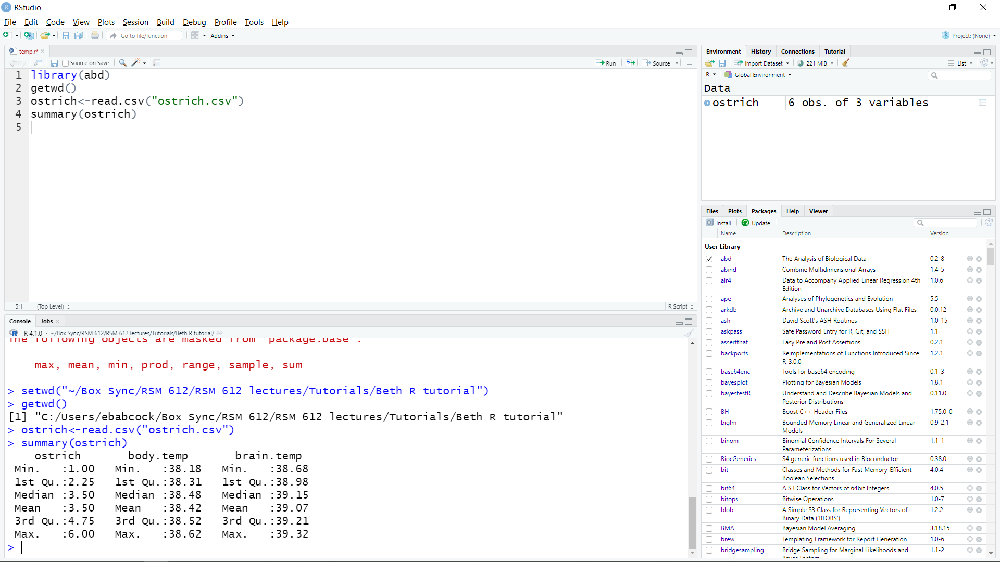 RStudio
File Edit Code View Plots Session Build Debug Profile Tools Help
Go to file/function Addins Project: (None)
temp.r*
Source on Save Run Source
1 library(abd)
2 getwd()
3 ostrich<-read.csv("ostrich.csv")
4 summary(ostrich)
5
5:1 (Top Level) R Script
Console Jobs
R 4.1.0 · ~/Box Sync/RSM 612/RSM 612 lectures/Tutorials/Beth R tutorial/
The following objects are masked from 'package:base':
max, mean, min, prod, range, sample, sum
> setwd("~/Box Sync/RSM 612/RSM 612 lectures/Tutorials/Beth R tutorial")
> getwd()
[1] "C:/Users/ebabcock/Box Sync/RSM 612/RSM 612 lectures/Tutorials/Beth R tutorial"
> ostrich<-read.csv("ostrich.csv")
> summary(ostrich)
ostrich body.temp brain.temp
Min. :1.00 Min. :38.18 Min. :38.68
1st Qu.:2.25 1st Qu.:38.31 1st Qu.:38.98
Median :3.50 Median :38.48 Median :39.15
Mean :3.50 Mean :38.42 Mean :39.07
3rd Qu.:4.75 3rd Qu.:38.52 3rd Qu.:39.21
Max. :6.00 Max. :38.62 Max. :39.32
>
Environment History Connections Tutorial
Import Dataset 221 MiB List
R Global Environment
Data
ostrich 6 obs. of 3 variables
Files Plots Packages Help Viewer
Install Update
Name Description Version
User Library
abd The Analysis of Biological Data 0.2-8
abind Combine Multidimensional Arrays 1.4-5
alr4 Data to Accompany Applied Linear Regression 4th 1.0.6
Edition
ape Analyses of Phylogenetics and Evolution 5.5
arkdb Archive and Unarchive Databases Using Flat Files 0.0.12
ash David Scott's ASH Routines 1.0-15
askpass Safe Password Entry for R, Git, and SSH 1.1
assertthat Easy Pre and Post Assertions 0.2.1
backports Reimplementations of Functions Introduced Since 1.2.1
R-3.0.0
base64enc Tools for base64 encoding 0.1-3
bayesplot Plotting for Bayesian Models 1.8.1
bayestestR Understand and Describe Bayesian Models and 0.11.0
Posterior Distributions
BH Boost C++ Header Files 1.75.0-0
biglm Bounded Memory Linear and Generalized Linear 0.9-2.1
Models
binom Binomial Confidence Intervals For Several 1.1-1
Parameterizations
BiocGenerics S4 generic functions used in Bioconductor 0.38.0
bit Classes and Methods for Fast Memory-Efficient 4.0.4
Boolean Selections
bit64 A S3 Class for Vectors of 64bit Integers 4.0.5
bitops Bitwise Operations 1.0-7
blob A Simple S3 Class for Representing Vectors of 1.2.2
Binary Data ('BLOBS')
BMA Bayesian Model Averaging 3.18.15
brew Templating Framework for Report Generation 1.0-6
bridgesampling Bridge Sampling for Marginal Likelihoods and 1.1-2